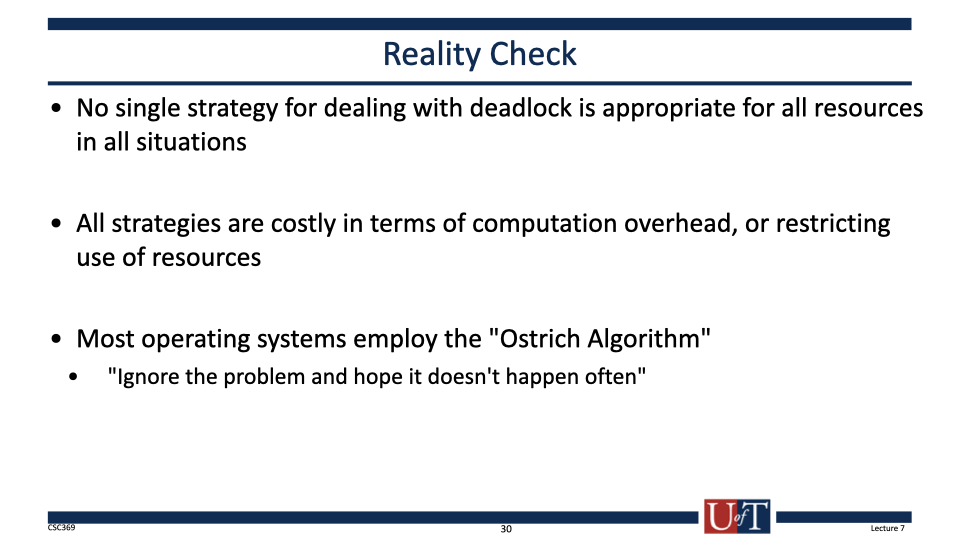 Reality Check
• No single strategy for dealing with deadlock is appropriate for all resources
in all situations
• All strategies are costly in terms of computation overhead, or restricting
use of resources
• Most operating systems employ the "Ostrich Algorithm"
• "Ignore the problem and hope it doesn't happen often"
CSC369
30
U of T
Lecture 7